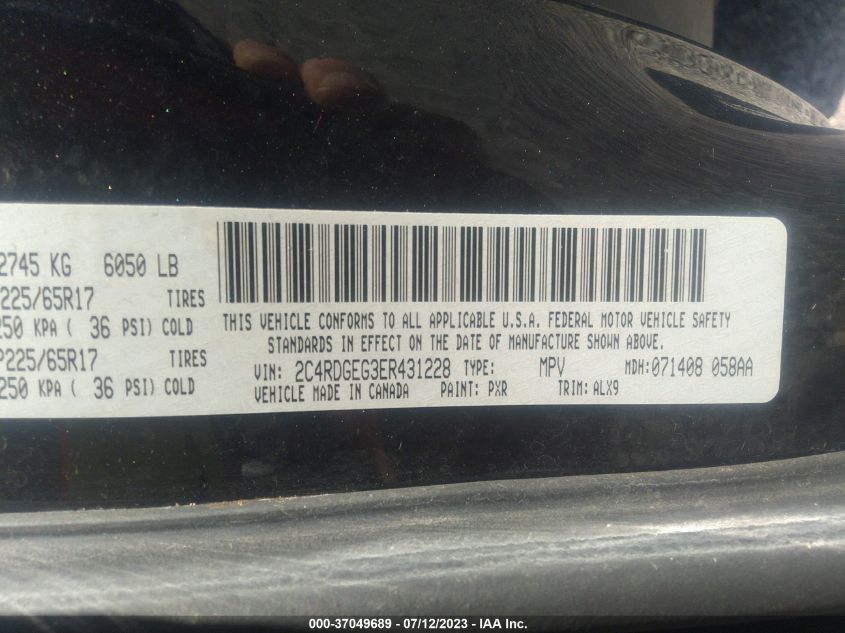 2745 KG 6050 LB
225/65R17 TIRES
250 KPA ( 36 PSI) COLD
P225/65R17 TIRES
250 KPA ( 36 PSI) COLD
THIS VEHICLE CONFORMS TO ALL APPLICABLE U.S.A. FEDERAL MOTOR VEHICLE SAFETY
STANDARDS IN EFFECT ON THE DATE OF MANUFACTURE SHOWN ABOVE.
VIN: 2C4RDGEG3ER431228 TYPE: MPV MDH: 071408 058AA
VEHICLE MADE IN CANADA PAINT: PXR TRIM: ALX9
000-37049689 - 07/12/2023 - IAA Inc.